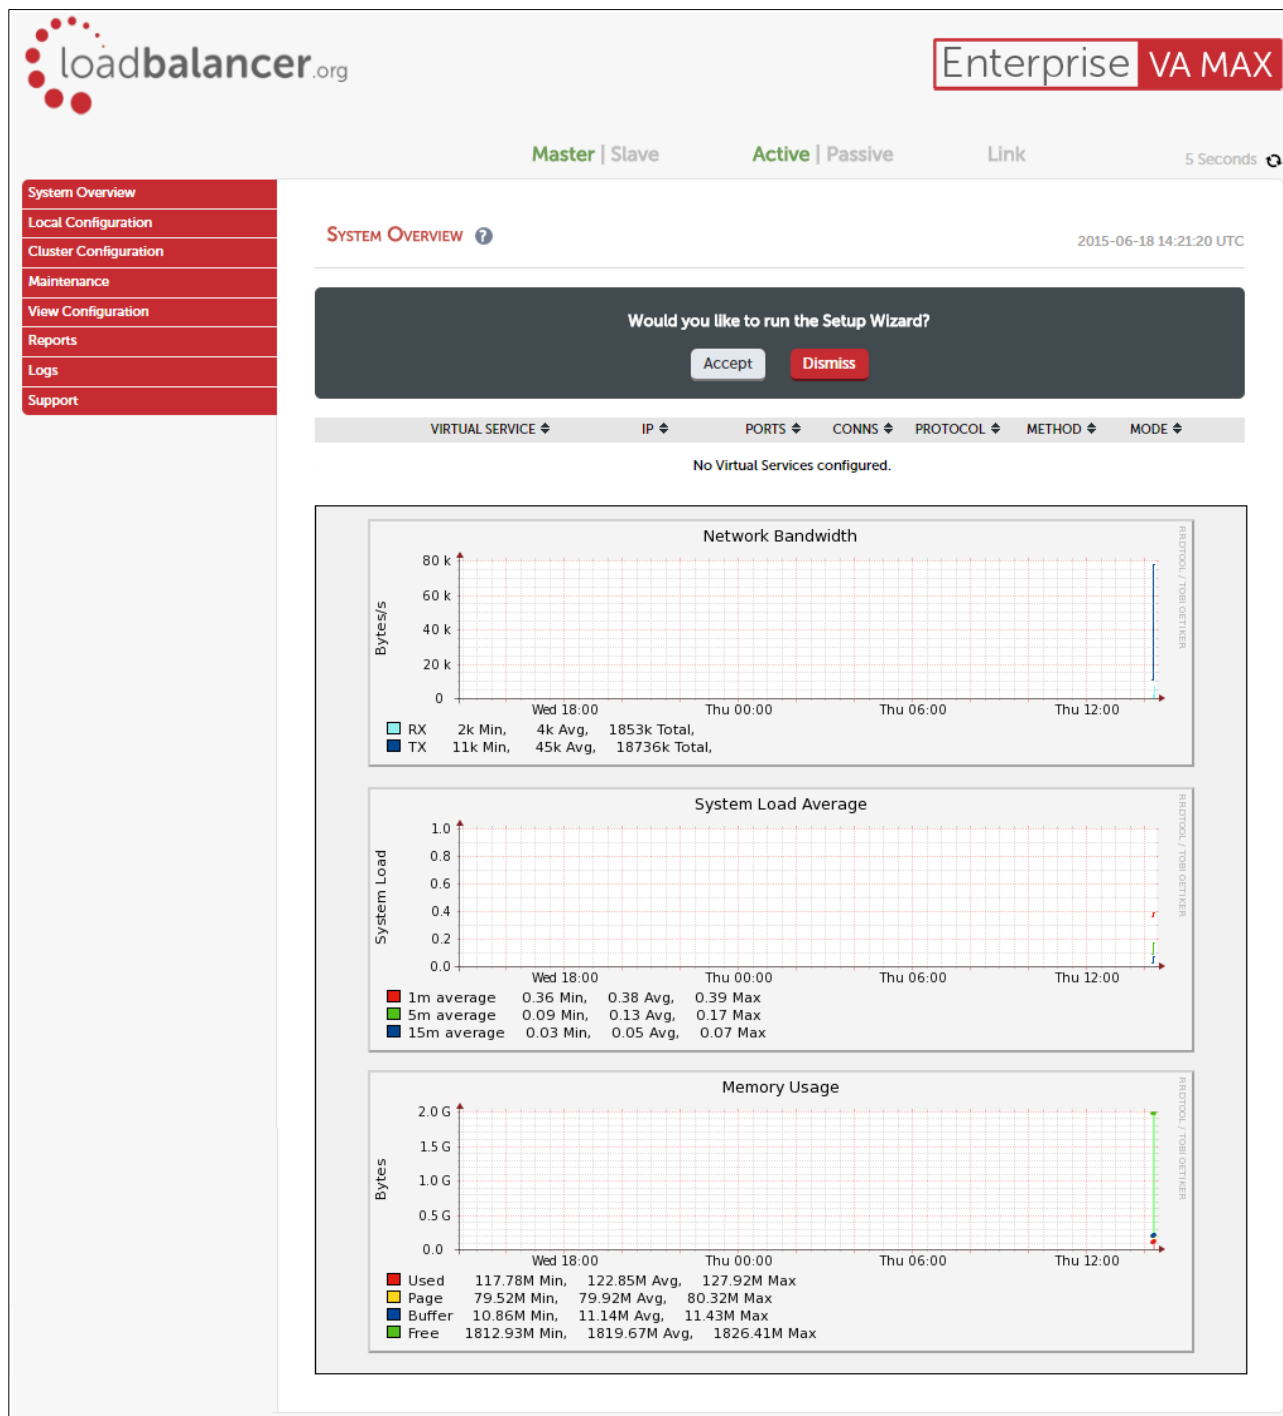 loadbalancer.org
Enterprise VA MAX
Master | Slave Active | Passive Link 5 Seconds
System Overview
Local Configuration
Cluster Configuration
Maintenance
View Configuration
Reports
Logs
Support
SYSTEM OVERVIEW ?
2015-06-18 14:21:20 UTC
Would you like to run the Setup Wizard?
Accept Dismiss
VIRTUAL SERVICE IP PORTS CONNS PROTOCOL METHOD MODE
No Virtual Services configured.
Network Bandwidth
RRDTOOL / TOBI OETIKER
Bytes/s
80 k
60 k
40 k
20 k
0
Wed 18:00 Thu 00:00 Thu 06:00 Thu 12:00
RX 2k Min, 4k Avg, 1853k Total,
TX 11k Min, 45k Avg, 18736k Total,
System Load Average
RRDTOOL / TOBI OETIKER
System Load
1.0
0.8
0.6
0.4
0.2
0.0
Wed 18:00 Thu 00:00 Thu 06:00 Thu 12:00
1m average 0.36 Min, 0.38 Avg, 0.39 Max
5m average 0.09 Min, 0.13 Avg, 0.17 Max
15m average 0.03 Min, 0.05 Avg, 0.07 Max
Memory Usage
RRDTOOL / TOBI OETIKER
Bytes
2.0 G
1.5 G
1.0 G
0.5 G
0.0
Wed 18:00 Thu 00:00 Thu 06:00 Thu 12:00
Used 117.78M Min, 122.85M Avg, 127.92M Max
Page 79.52M Min, 79.92M Avg, 80.32M Max
Buffer 10.86M Min, 11.14M Avg, 11.43M Max
Free 1812.93M Min, 1819.67M Avg, 1826.41M Max